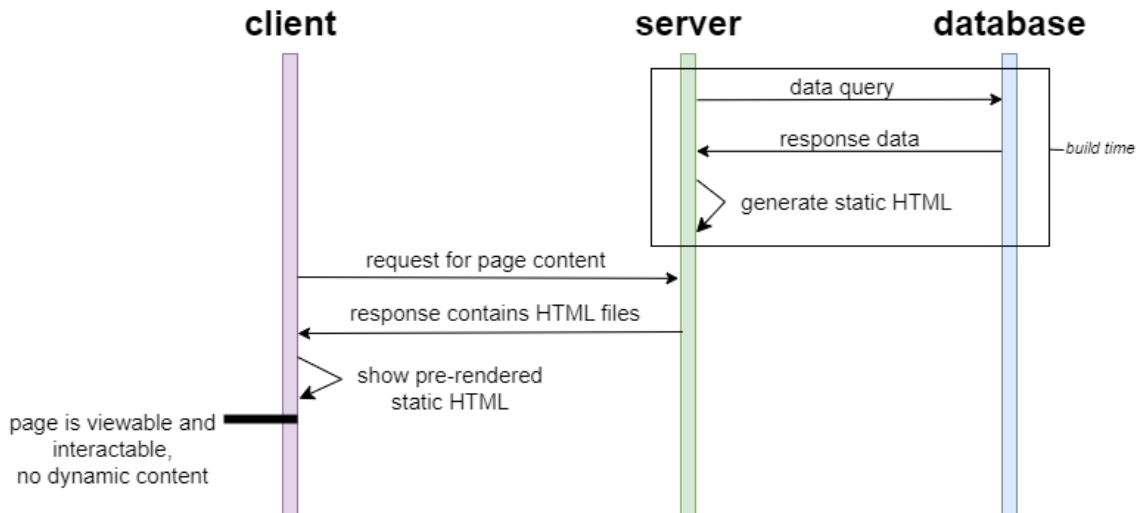 client
server
database
data query
response data
build time
generate static HTML
request for page content
response contains HTML files
show pre-rendered
static HTML
page is viewable and
interactable,
no dynamic content